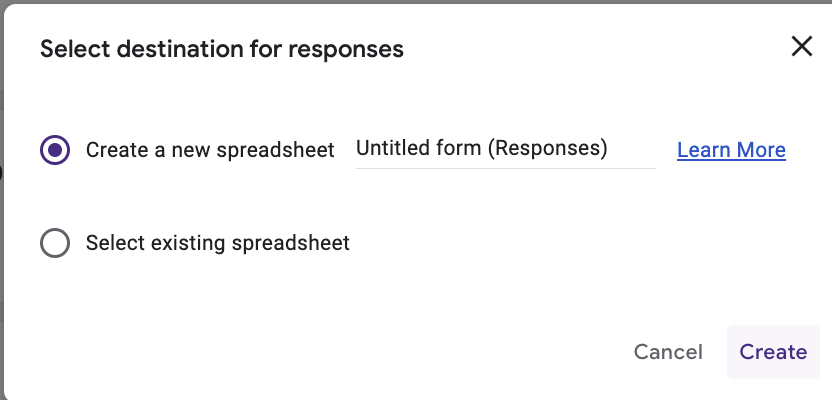 Select destination for responses
Create a new spreadsheet Untitled form (Responses) Learn More
Select existing spreadsheet
Cancel Create